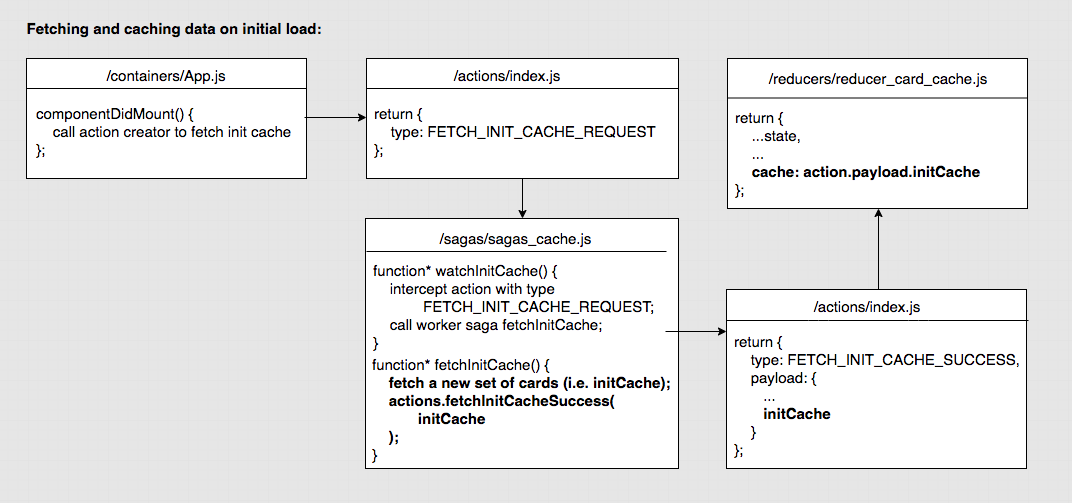 Fetching and caching data on initial load:
/containers/App.js
componentDidMount() {
call action creator to fetch init cache
};
/actions/index.js
return {
type: FETCH_INIT_CACHE_REQUEST
};
/sagas/sagas_cache.js
function* watchInitCache() {
intercept action with type
FETCH_INIT_CACHE_REQUEST;
call worker saga fetchInitCache;
}
function* fetchInitCache() {
fetch a new set of cards (i.e. initCache);
actions.fetchInitCacheSuccess(
initCache
);
}
/actions/index.js
return {
type: FETCH_INIT_CACHE_SUCCESS,
payload: {
...
initCache
}
};
/reducers/reducer_card_cache.js
return {
...state,
...
cache: action.payload.initCache
};